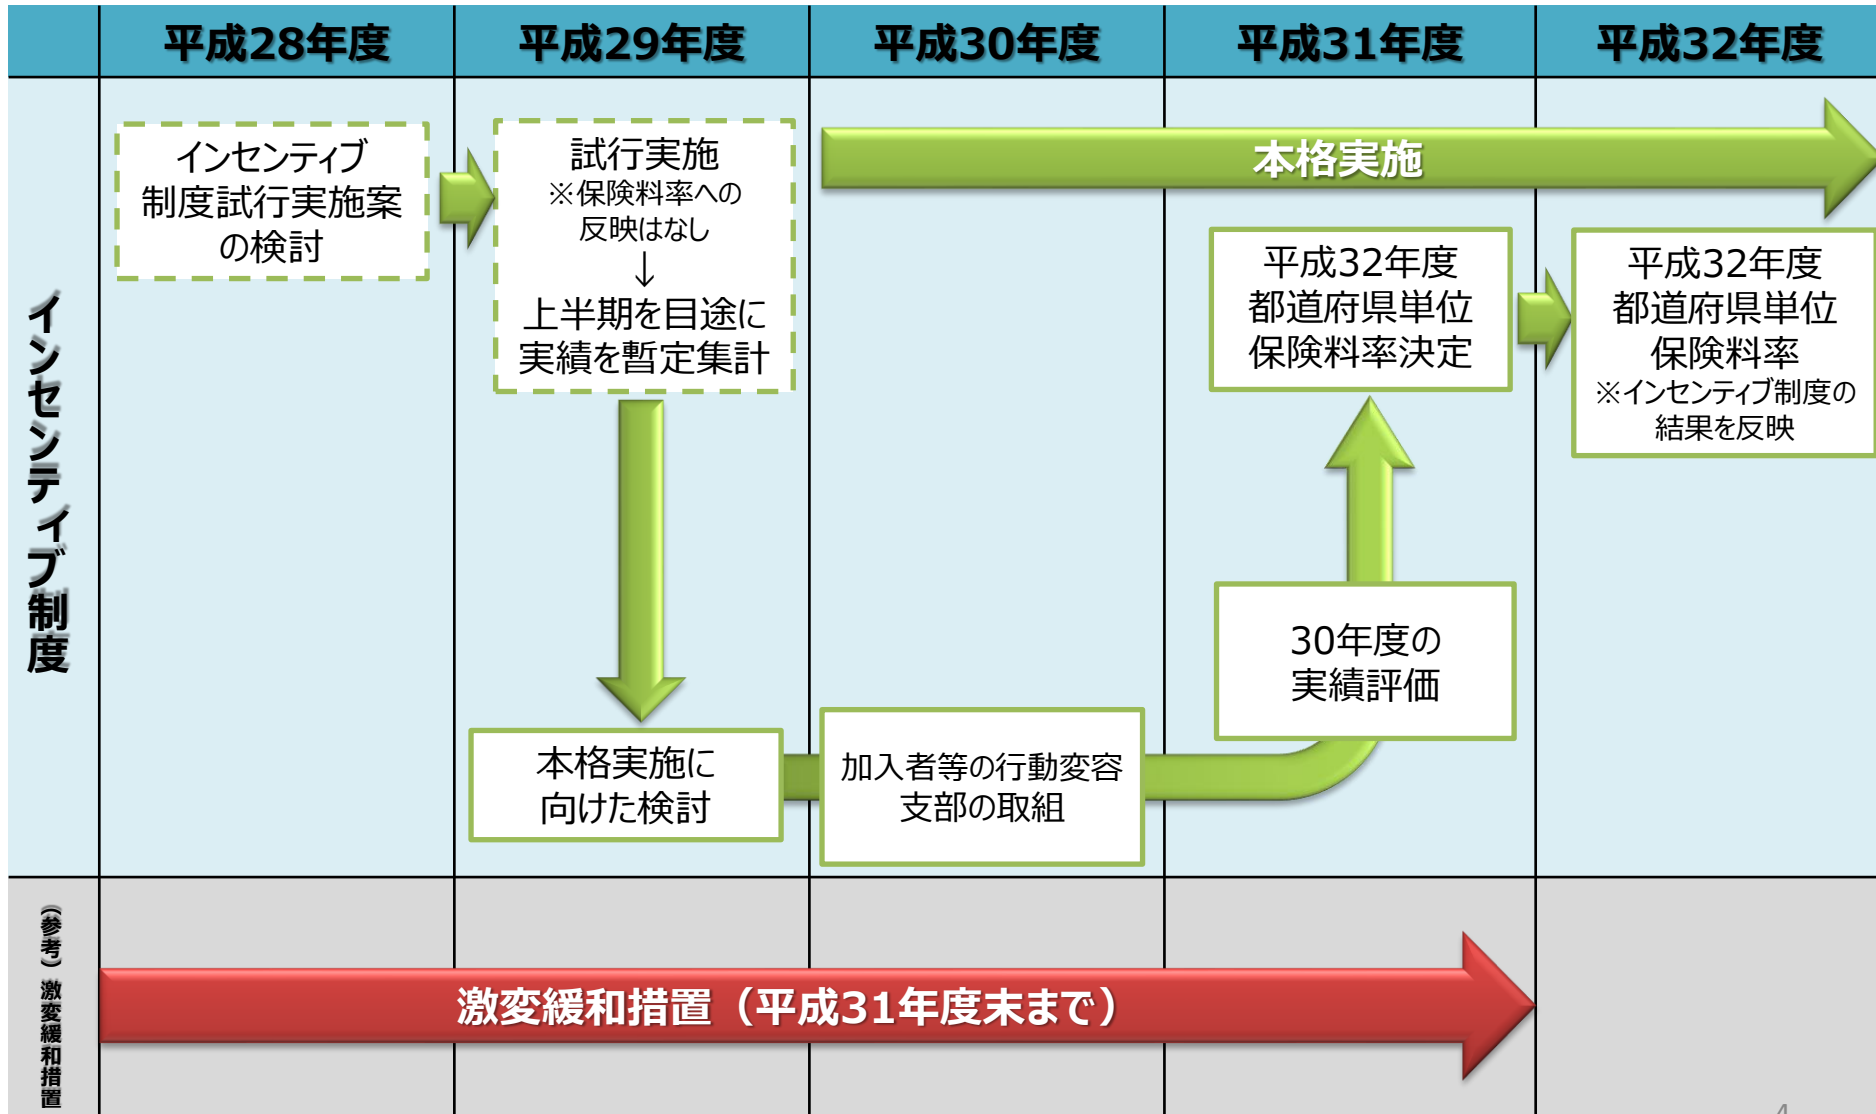 平成28年度
平成29年度
平成30年度
平成31年度
平成32年度
インセンティブ制度
インセンティブ
制度試行実施案
の検討
試行実施
※保険料率への
反映はなし
↓
上半期を目途に
実績を暫定集計
本格実施に
向けた検討
本格実施
加入者等の行動変容
支部の取組
30年度の
実績評価
平成32年度
都道府県単位
保険料率決定
平成32年度
都道府県単位
保険料率
※インセンティブ制度の
結果を反映
(参考)激変緩和措置
激変緩和措置（平成31年度末まで）
4